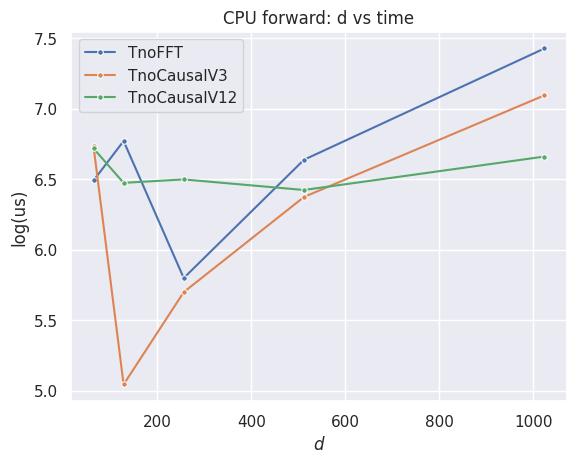 CPU forward: d vs time
TnoFFT
TnoCausalV3
TnoCausalV12
log(us)
7.5
7.0
6.5
6.0
5.5
5.0
200
400
600
800
1000
d